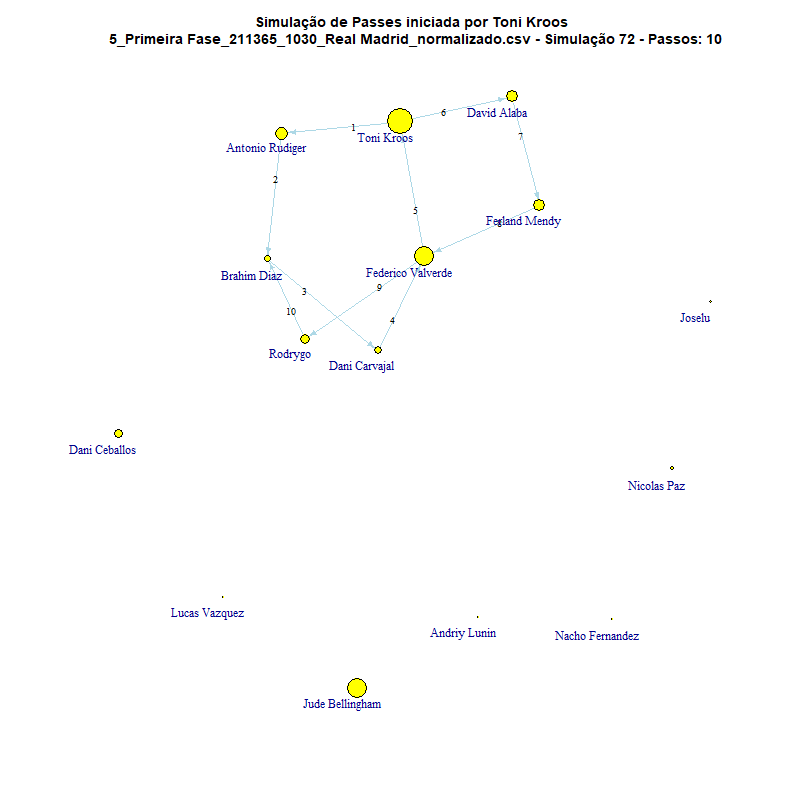 Simulação de Passes iniciada por Toni Kroos
5_Primeira Fase_211365_1030_Real Madrid_normalizado.csv - Simulação 72 - Passos: 10
David Alaba
6
1
Toni Kroos
7
Antonio Rudiger
2
5
Ferland Mendy
8
Federico Valverde
Brahim Diaz
3
9
10
4
Joselu
Rodrygo
Dani Carvajal
Dani Ceballos
Nicolas Paz
Lucas Vazquez
Andriy Lunin
Nacho Fernandez
Jude Bellingham